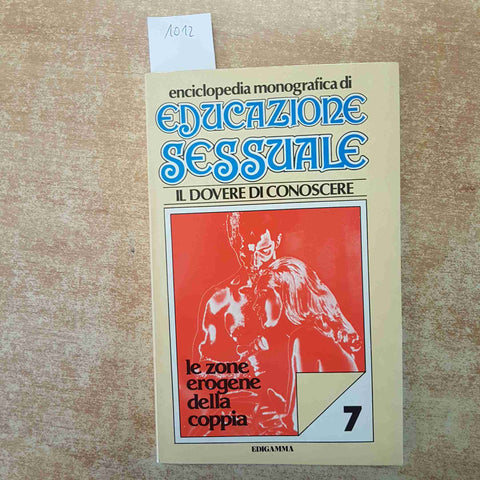 1012
enciclopedia monografica di
EDUCAZIONE
SESSUALE
IL DOVERE DI CONOSCERE
le zone
erogene
della
coppia
7
EDIGAMMA